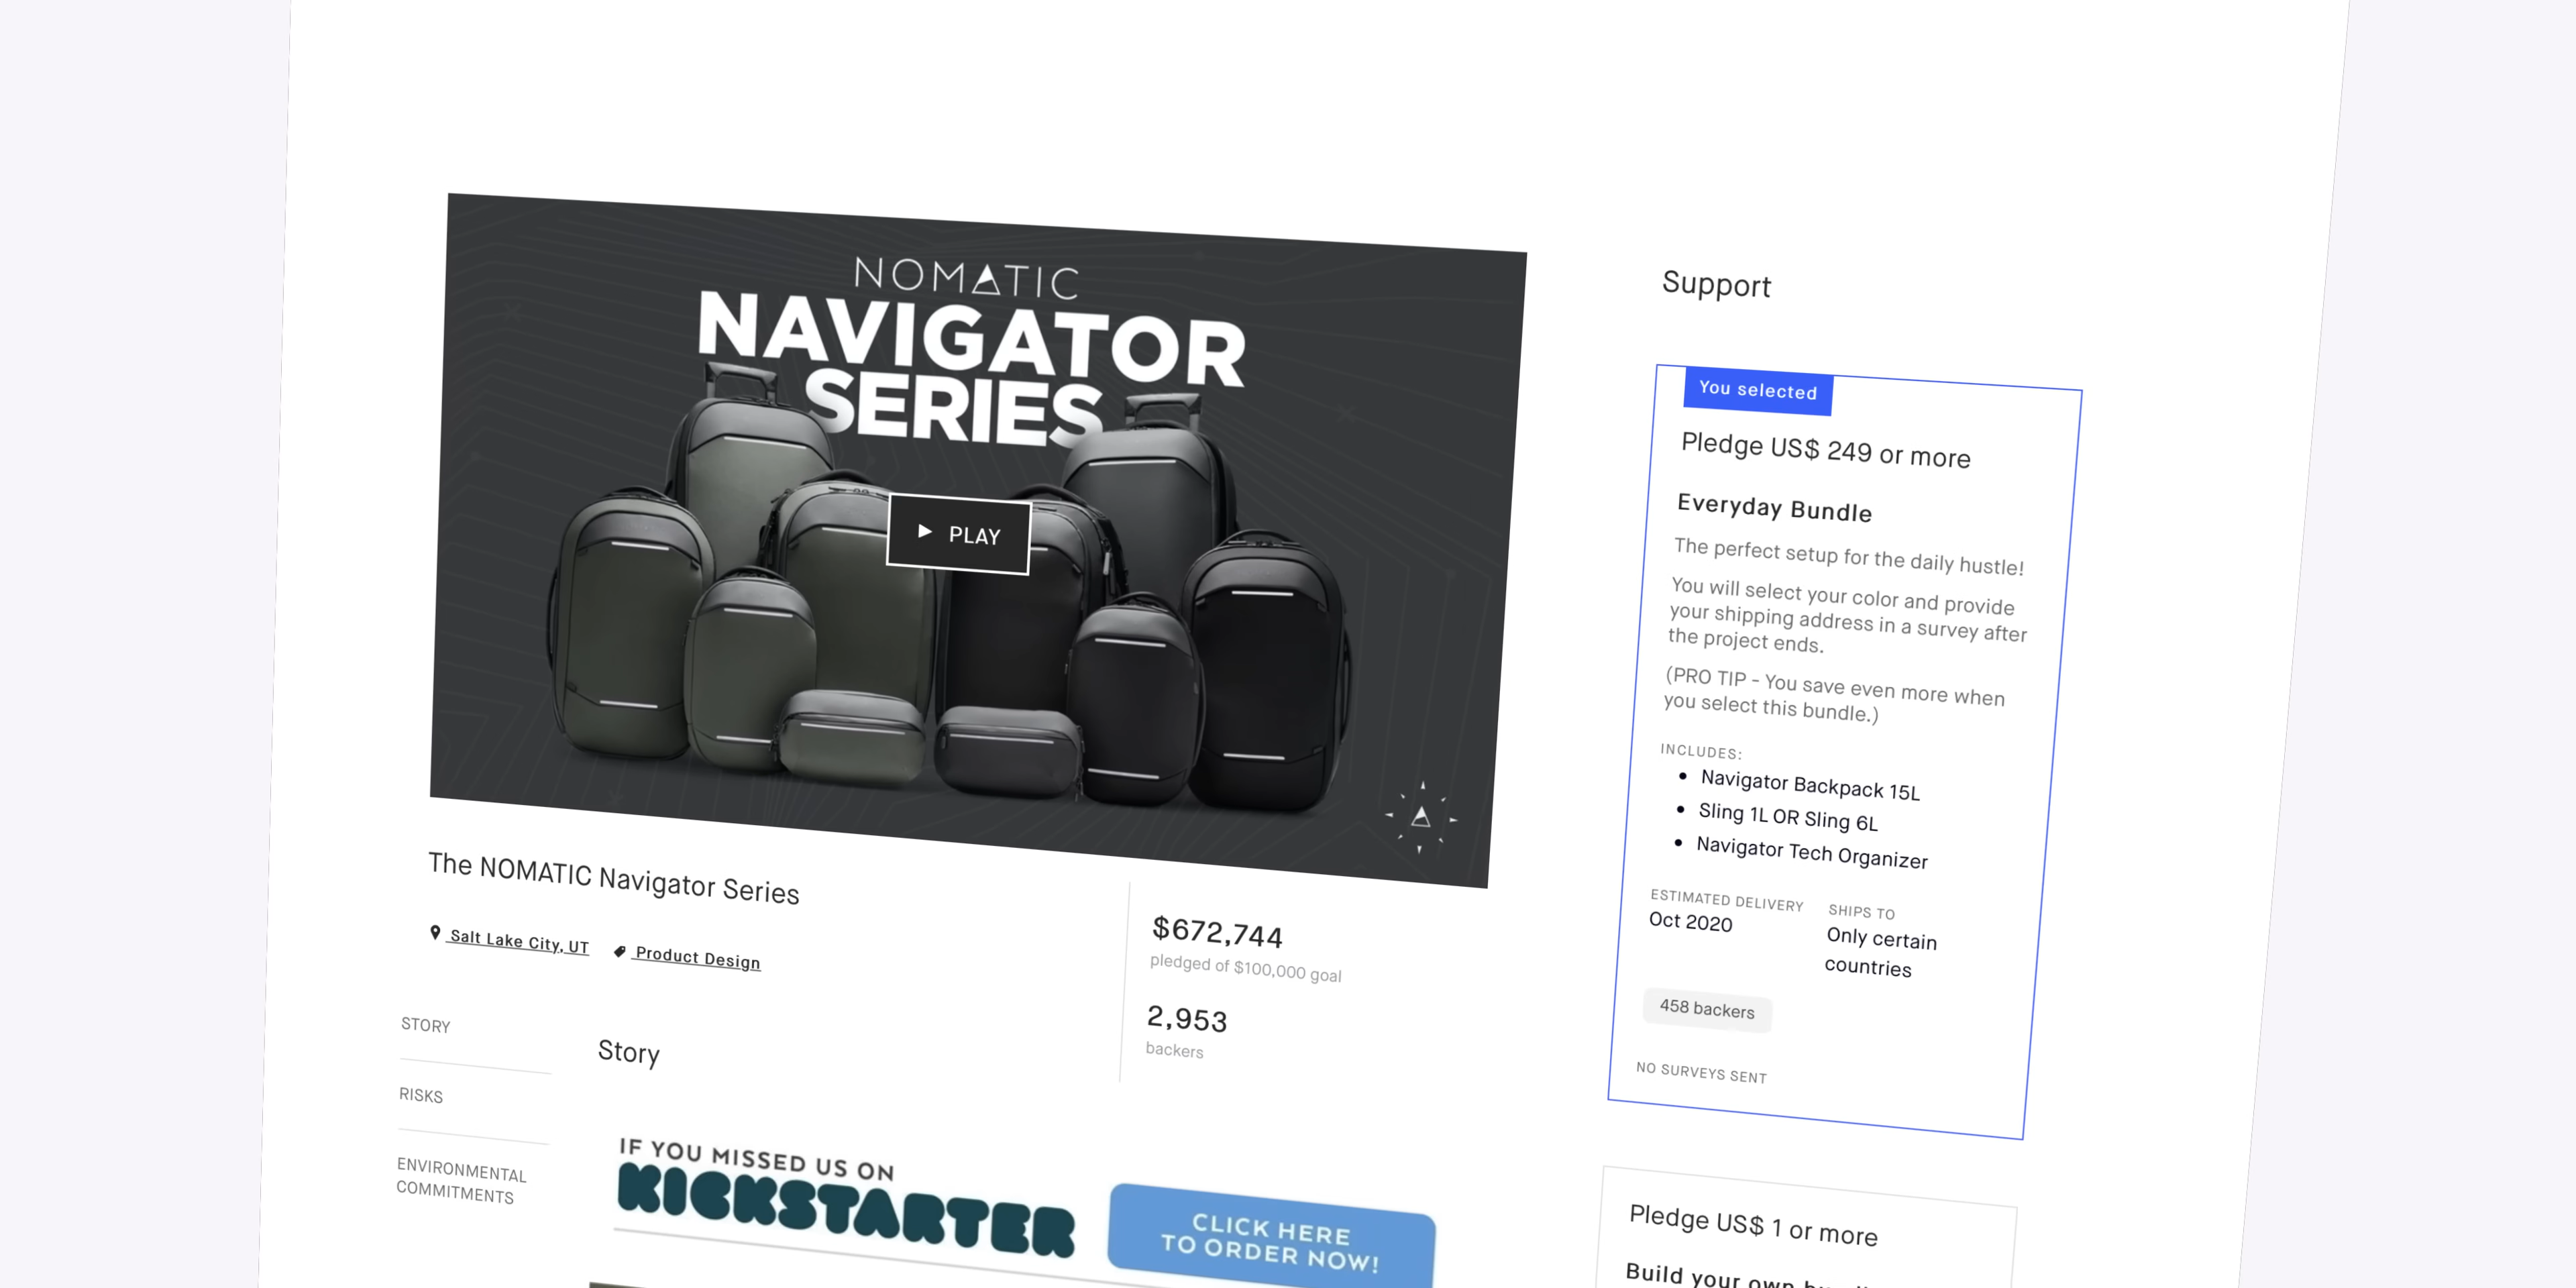 NOMATIC
NAVIGATOR
SERIES
PLAY
The NOMATIC Navigator Series
Salt Lake City, UT
Product Design
$672,744
pledged of $100,000 goal
2,953
backers
STORY
RISKS
ENVIRONMENTAL
COMMITMENTS
Story
IF YOU MISSED US ON
KICKSTARTER
CLICK HERE
TO ORDER NOW!
Support
You selected
Pledge US$ 249 or more
Everyday Bundle
The perfect setup for the daily hustle!
You will select your color and provide
your shipping address in a survey after
the project ends.
(PRO TIP - You save even more when
you select this bundle.)
INCLUDES:
• Navigator Backpack 15L
• Sling 1L OR Sling 6L
• Navigator Tech Organizer
ESTIMATED DELIVERY
Oct 2020
SHIPS TO
Only certain
countries
458 backers
NO SURVEYS SENT
Pledge US$ 1 or more
Build your own